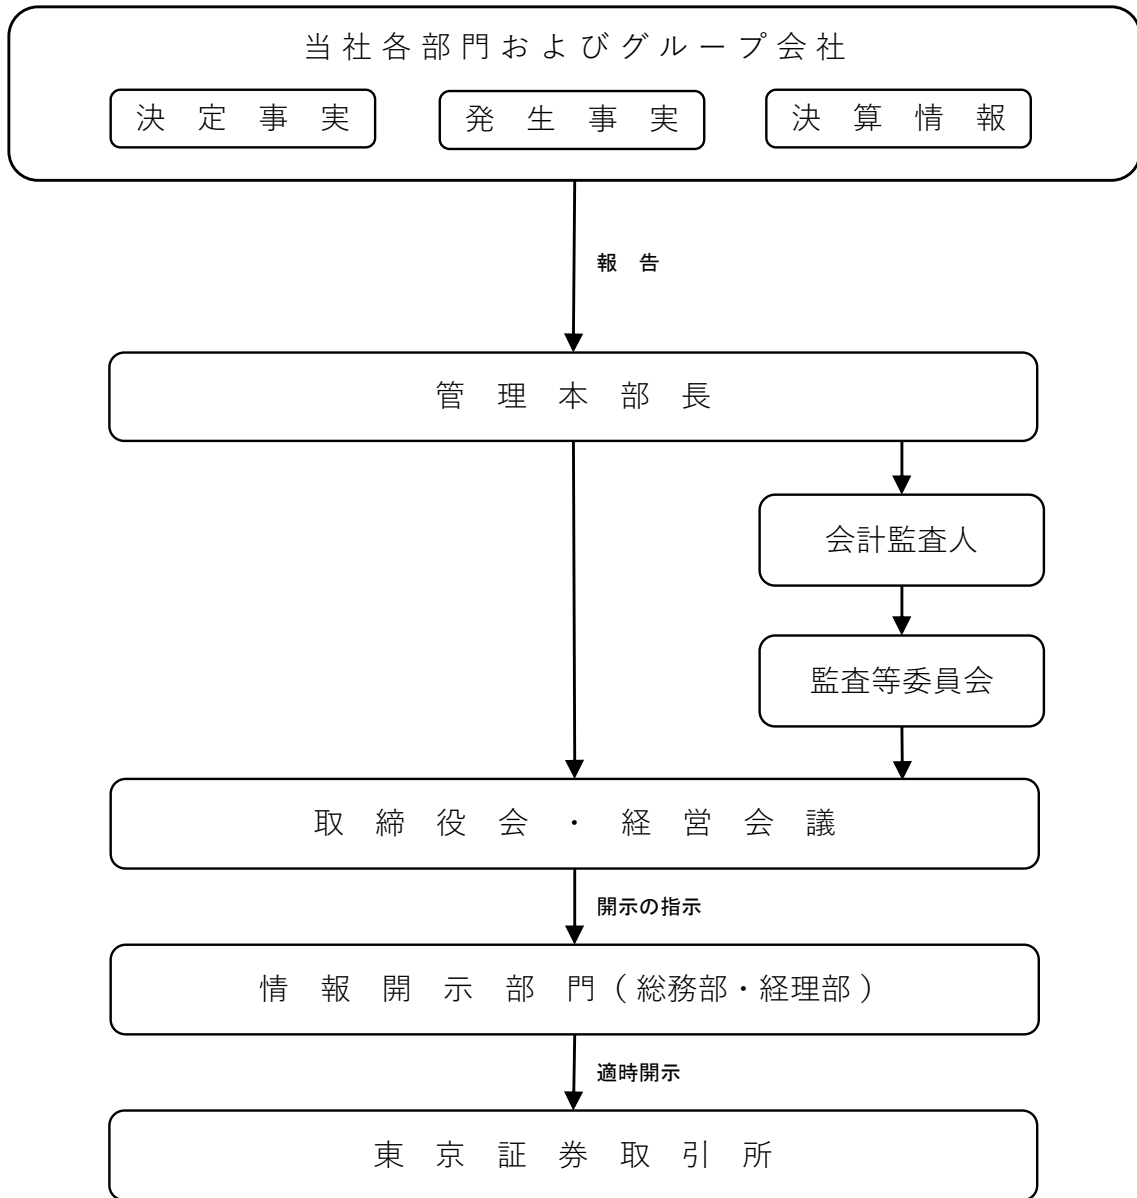 当社各部門およびグループ会社
決定事実 発生事実 決算情報
報告
管理本部長
会計監査人
監査等委員会
取締役会・経営会議
開示の指示
情報開示部門(総務部・経理部)
適時開示
東京証券取引所